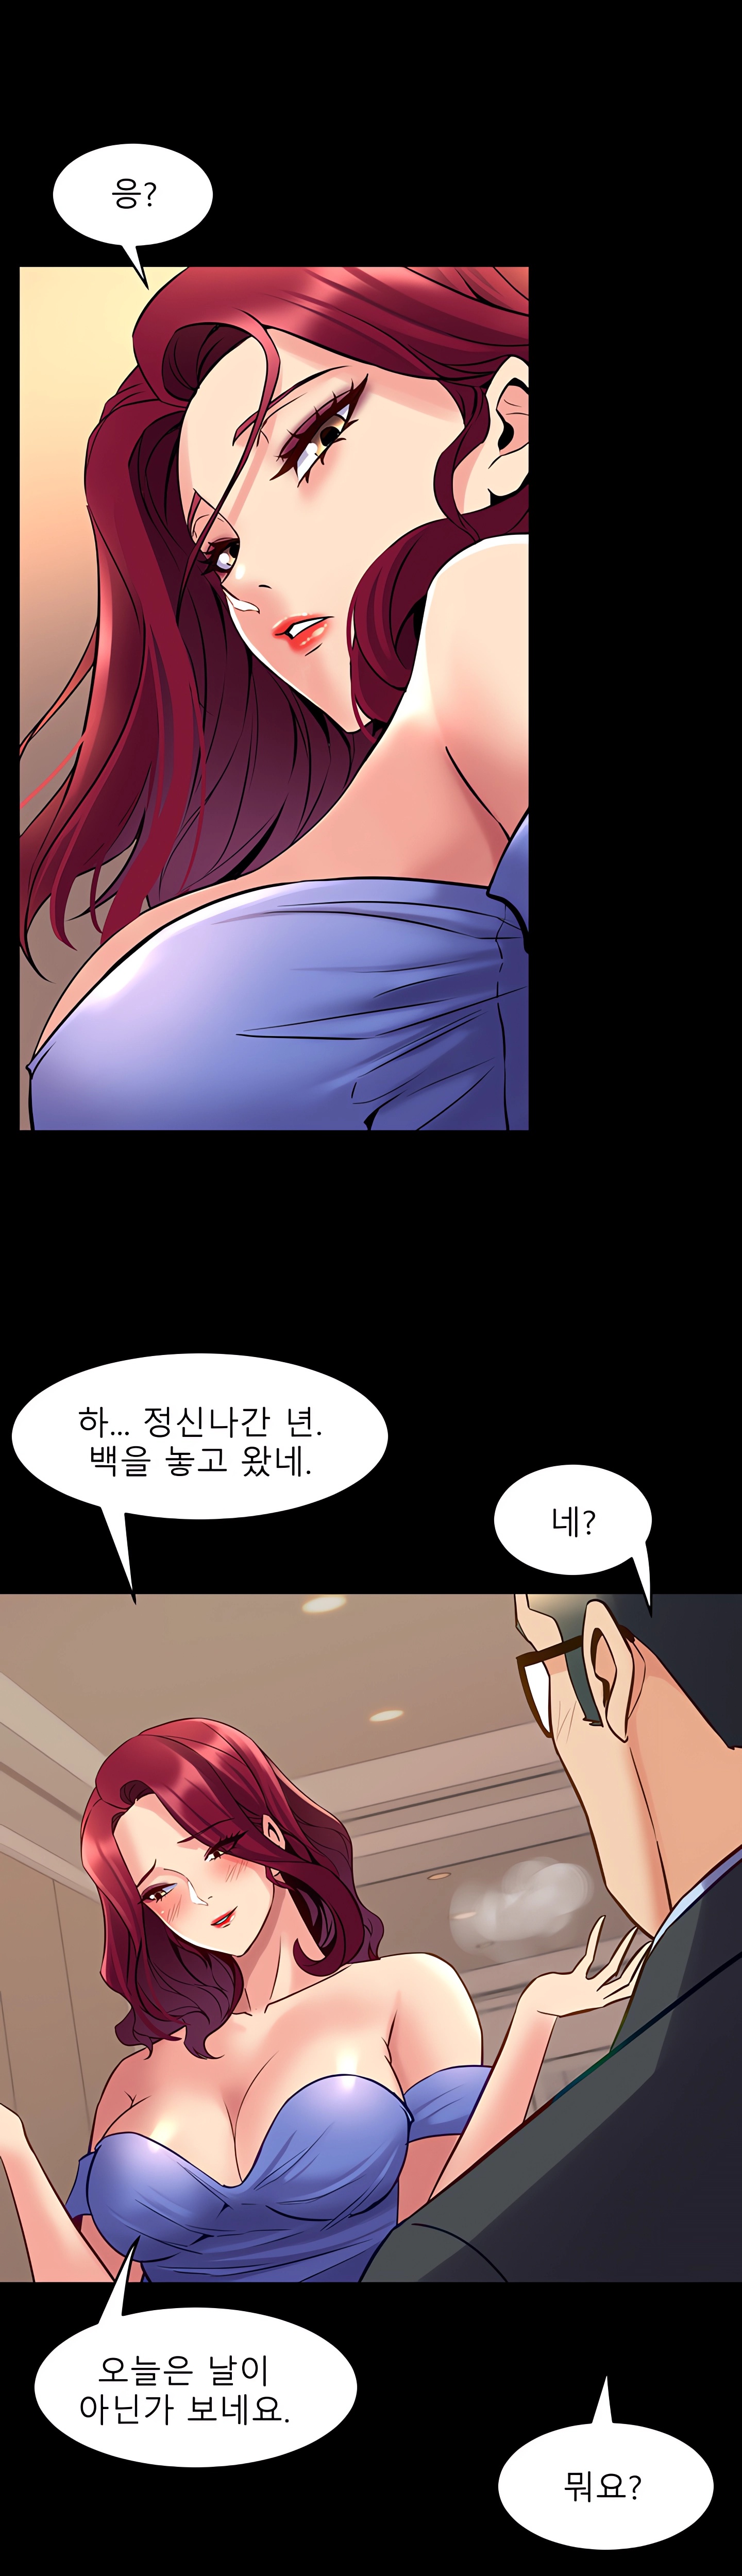 응?
하... 정신나간 년.
백을 놓고 왔네.
네?
오늘은 날이
아닌가 보네요.
뭐요?